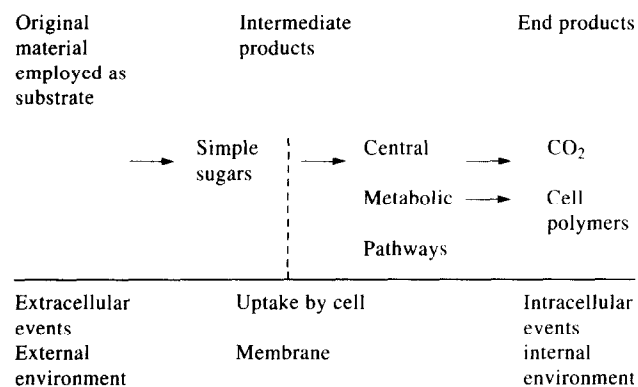 Original
material
employed as
substrate
Intermediate
products
End products
Simple
sugars
Central
Metabolic
Pathways
CO₂
Cell
polymers
Extracellular
events
External
environment
Uptake by cell
Membrane
Intracellular
events
internal
environment